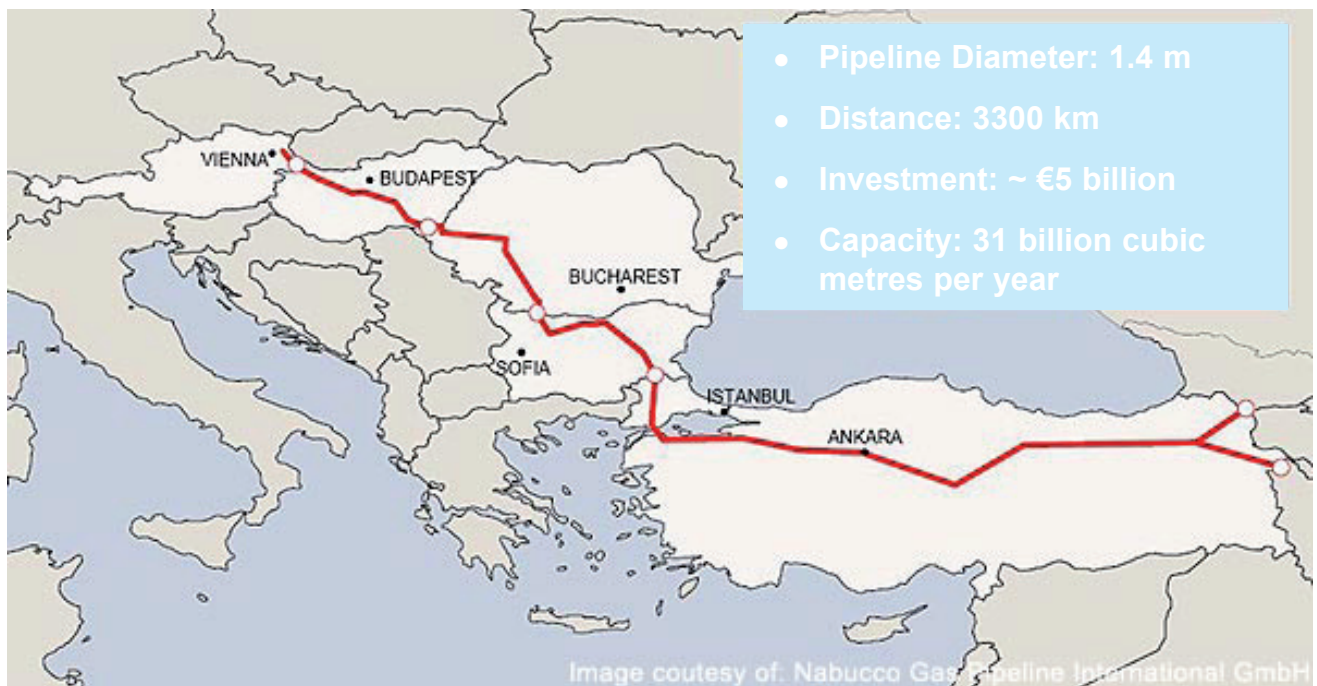 ● Pipeline Diameter: 1.4 m
● Distance: 3300 km
● Investment: ~ €5 billion
● Capacity: 31 billion cubic
metres per year
VIENNA
BUDAPEST
BUCHAREST
SOFIA
ISTANBUL
ANKARA
Image coutesy of: Nabucco Gas Pipeline International GmbH